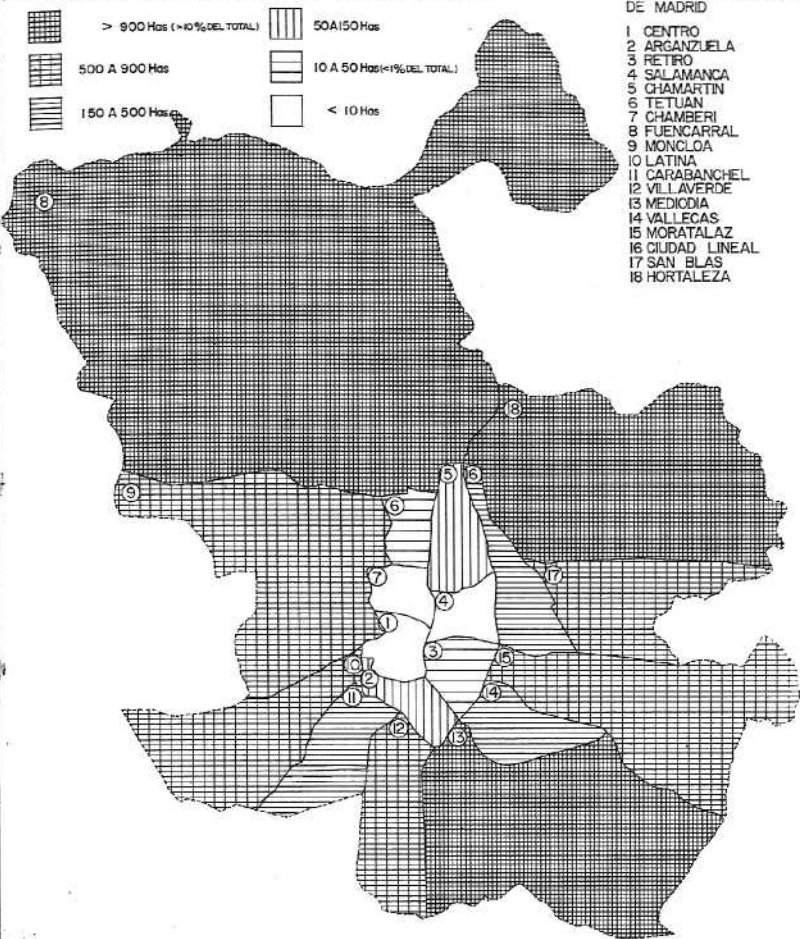 > 900 Has (>10% DEL TOTAL)
500 A 900 Has
150 A 500 Has
50A150 Has
10 A 50 Has (<1% DEL TOTAL)
< 10 Has
DE MADRID
1 CENTRO
2 ARGANZUELA
3 RETIRO
4 SALAMANCA
5 CHAMARTIN
6 TETUAN
7 CHAMBERI
8 FUENCARRAL
9 MONCLOA
10 LATINA
11 CARABANCHEL
12 VILLAVERDE
13 MEDIODIA
14 VALLECAS
15 MORATALAZ
16 CIUDAD LINEAL
17 SAN BLAS
18 HORTALEZA
8
18
9
5
6
6
7
17
4
1
3
15
10
2
11
4
12
13